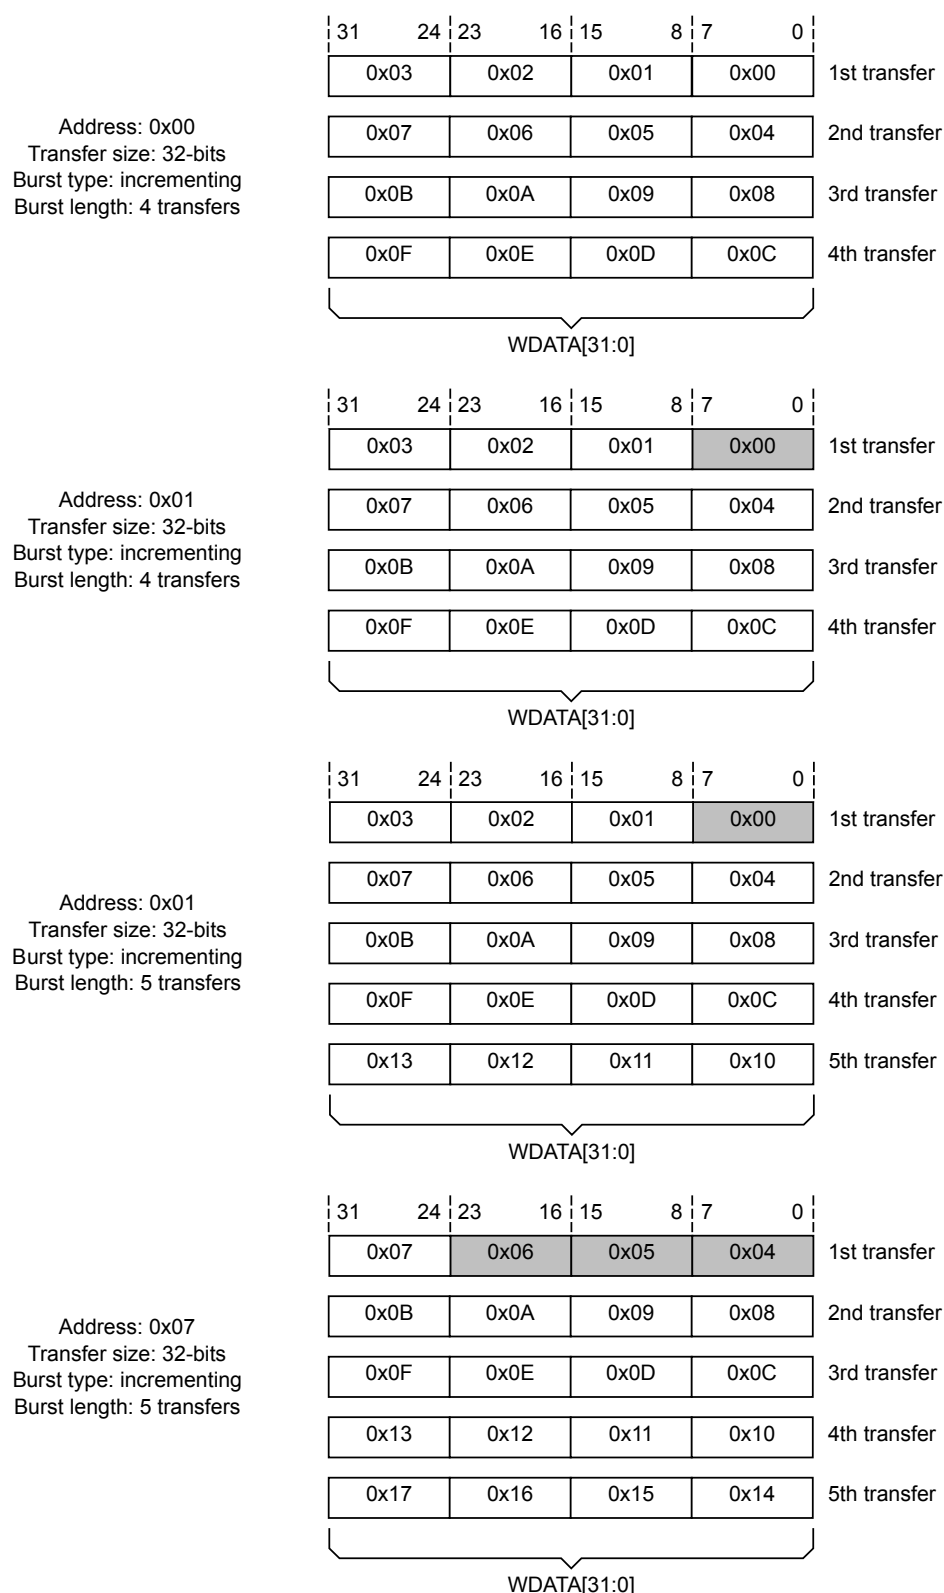 31 24 23 16 15 8 7 0
0x03 0x02 0x01 0x00 1st transfer
Address: 0x00
Transfer size: 32-bits
Burst type: incrementing
Burst length: 4 transfers
0x07 0x06 0x05 0x04 2nd transfer
0x0B 0x0A 0x09 0x08 3rd transfer
0x0F 0x0E 0x0D 0x0C 4th transfer
WDATA[31:0]
31 24 23 16 15 8 7 0
0x03 0x02 0x01 0x00 1st transfer
Address: 0x01
Transfer size: 32-bits
Burst type: incrementing
Burst length: 4 transfers
0x07 0x06 0x05 0x04 2nd transfer
0x0B 0x0A 0x09 0x08 3rd transfer
0x0F 0x0E 0x0D 0x0C 4th transfer
WDATA[31:0]
31 24 23 16 15 8 7 0
0x03 0x02 0x01 0x00 1st transfer
Address: 0x01
Transfer size: 32-bits
Burst type: incrementing
Burst length: 5 transfers
0x07 0x06 0x05 0x04 2nd transfer
0x0B 0x0A 0x09 0x08 3rd transfer
0x0F 0x0E 0x0D 0x0C 4th transfer
0x13 0x12 0x11 0x10 5th transfer
WDATA[31:0]
31 24 23 16 15 8 7 0
0x07 0x06 0x05 0x04 1st transfer
Address: 0x07
Transfer size: 32-bits
Burst type: incrementing
Burst length: 5 transfers
0x0B 0x0A 0x09 0x08 2nd transfer
0x0F 0x0E 0x0D 0x0C 3rd transfer
0x13 0x12 0x11 0x10 4th transfer
0x17 0x16 0x15 0x14 5th transfer
WDATA[31:0]